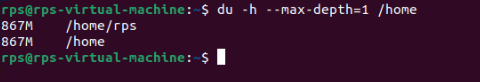 rps@rps-virtual-machine:~$ du -h --max-depth=1 /home
867M	/home/rps
867M	/home
rps@rps-virtual-machine:~$